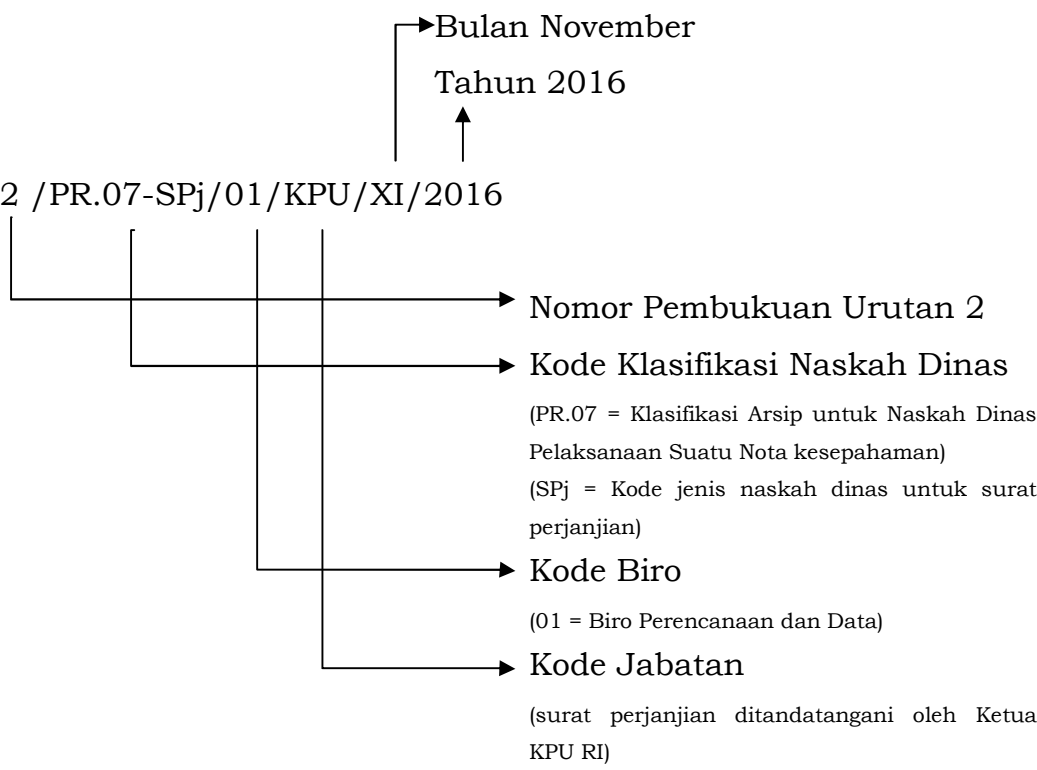 Bulan November
Tahun 2016
2 /PR.07-SPj/01/KPU/XI/2016
Nomor Pembukuan Urutan 2
Kode Klasifikasi Naskah Dinas
(PR.07 = Klasifikasi Arsip untuk Naskah Dinas
Pelaksanaan Suatu Nota kesepahaman)
(SPj = Kode jenis naskah dinas untuk surat
perjanjian)
Kode Biro
(01 = Biro Perencanaan dan Data)
Kode Jabatan
(surat perjanjian ditandatangani oleh Ketua
KPU RI)